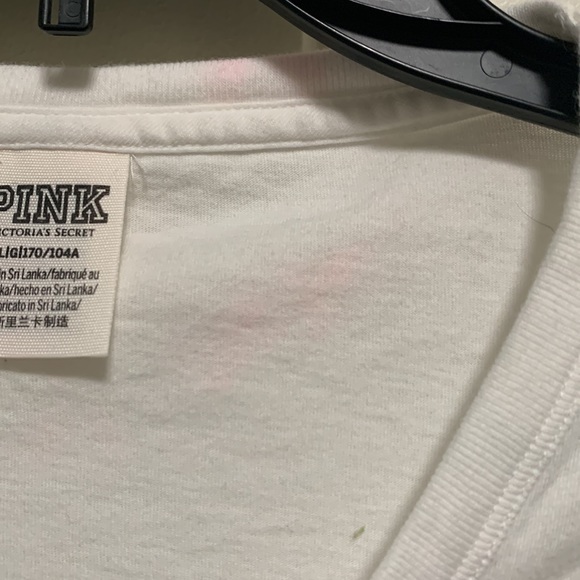 PINK
VICTORIA'S SECRET
L|G|170/104A
in Sri Lanka/fabriqué au
ka/hecho en Sri Lanka/
bricato in Sri Lanka/
斯里兰卡制造